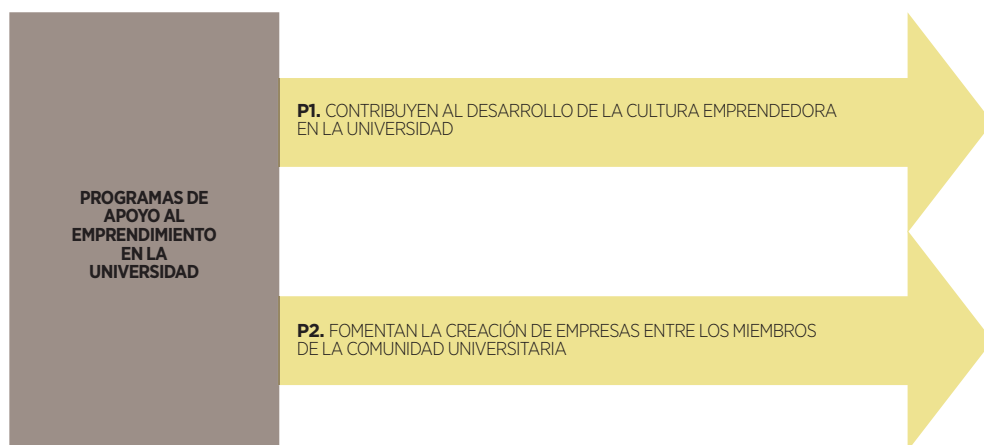 PROGRAMAS DE
APOYO AL
EMPRENDIMIENTO
EN LA
UNIVERSIDAD
P1. CONTRIBUYEN AL DESARROLLO DE LA CULTURA EMPRENDEDORA
EN LA UNIVERSIDAD
P2. FOMENTAN LA CREACIÓN DE EMPRESAS ENTRE LOS MIEMBROS
DE LA COMUNIDAD UNIVERSITARIA